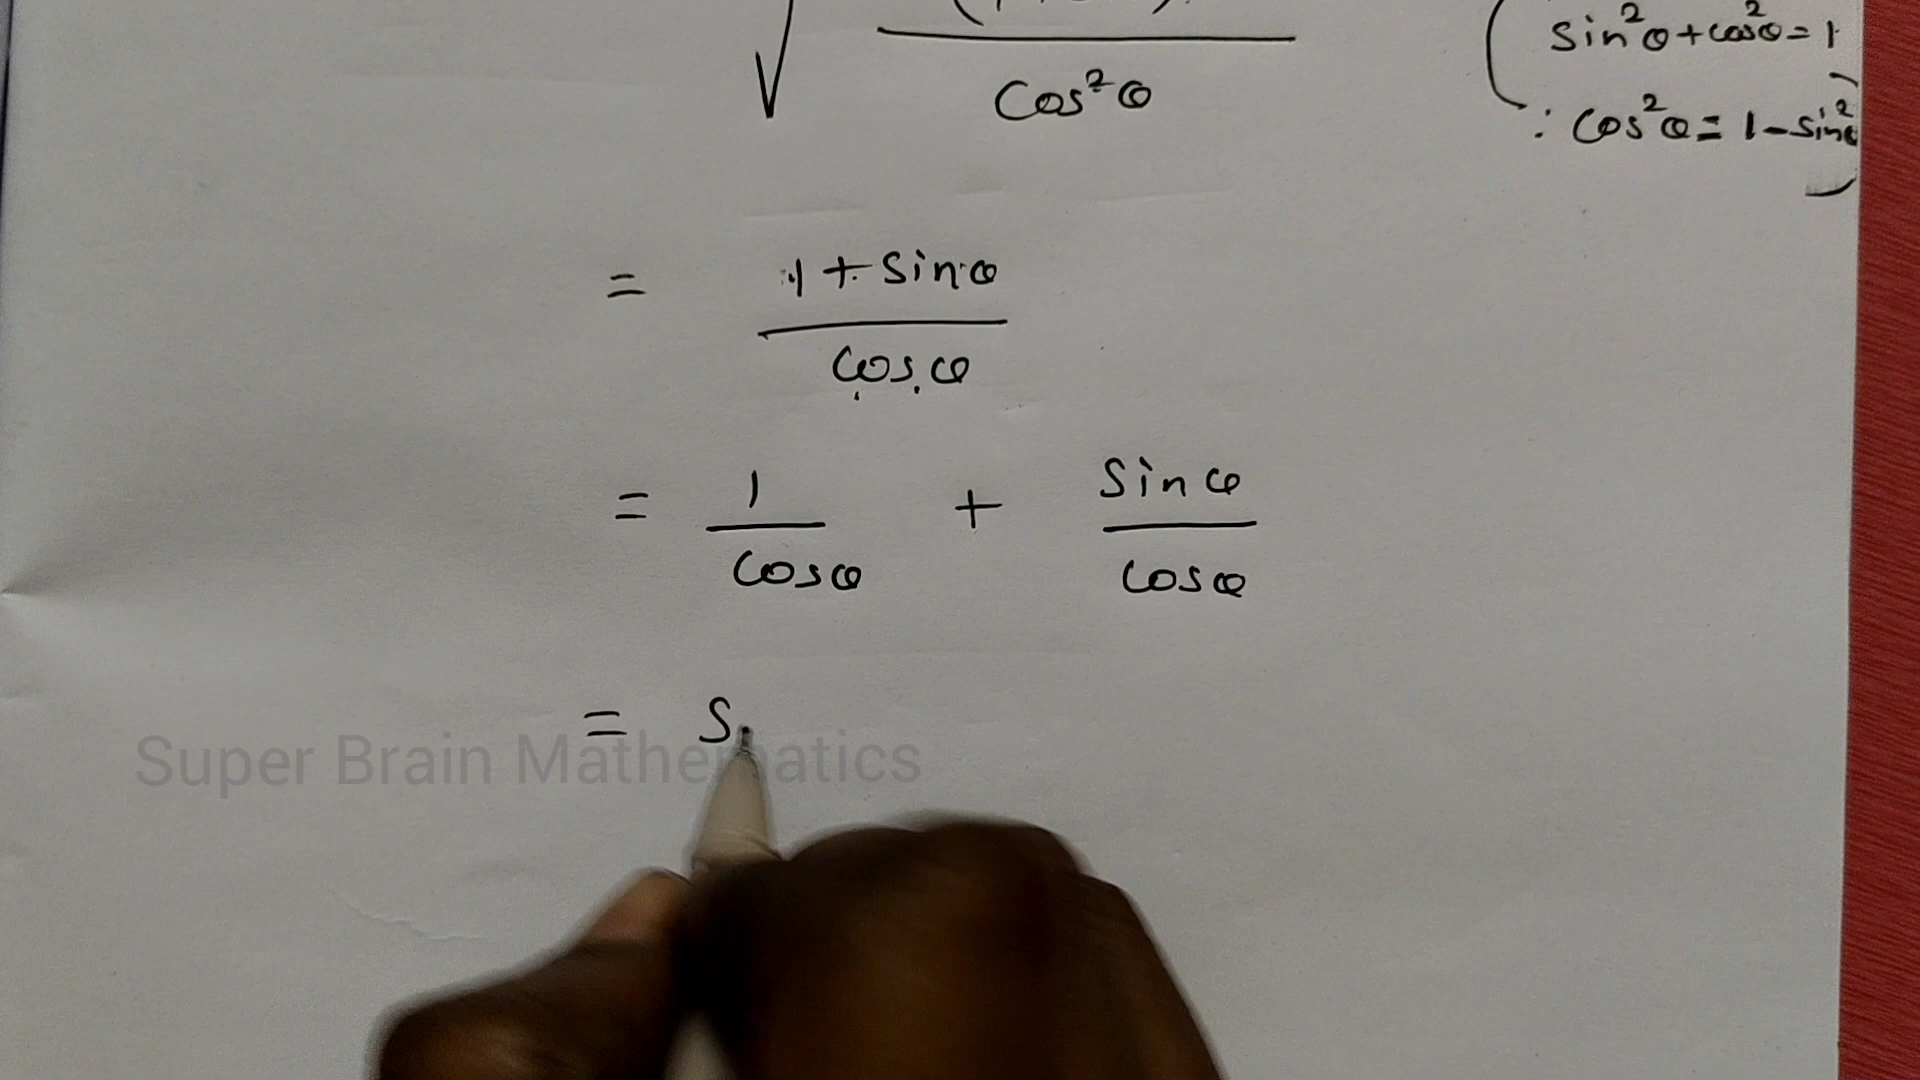 cos²θ
sin²θ+cos²θ=1
∴ cos²θ = 1-sin²θ
= 1+sinθ
cosθ
= 1 + sinθ
cosθ cosθ
= S
Super Brain Mathematics